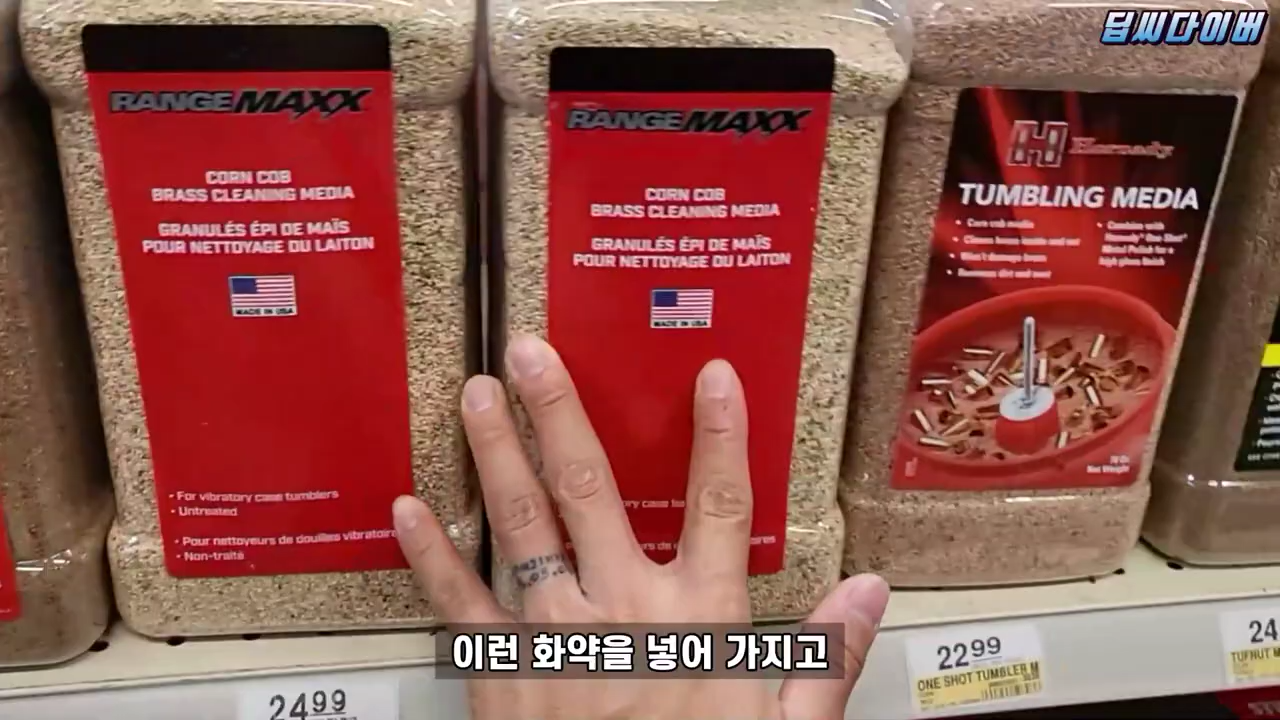 딥씨다이버
RANGEMAXX
CORN COB
BRASS CLEANING MEDIA
GRANULÉS ÉPI DE MAÏS
POUR NETTOYAGE DU LAITON
MADE IN USA
• For vibratory case tumblers
• Untreated
• Pour nettoyeurs de douilles vibratoire
• Non-traité
RANGEMAXX
CORN COB
BRASS CLEANING MEDIA
GRANULÉS ÉPI DE MAÏS
POUR NETTOYAGE DU LAITON
MADE IN USA
Hornady
TUMBLING MEDIA
• Corn cob media
• Cleans brass inside and out
• Won't damage brass
• Removes dirt and soot
• Combine with
Hornady One Shot
Metal Polish for a
high gloss finish
Net Weight
이런 화약을 넣어 가지고
24 99
22 99
ONE SHOT TUMBLER M
24
TUFNUT M